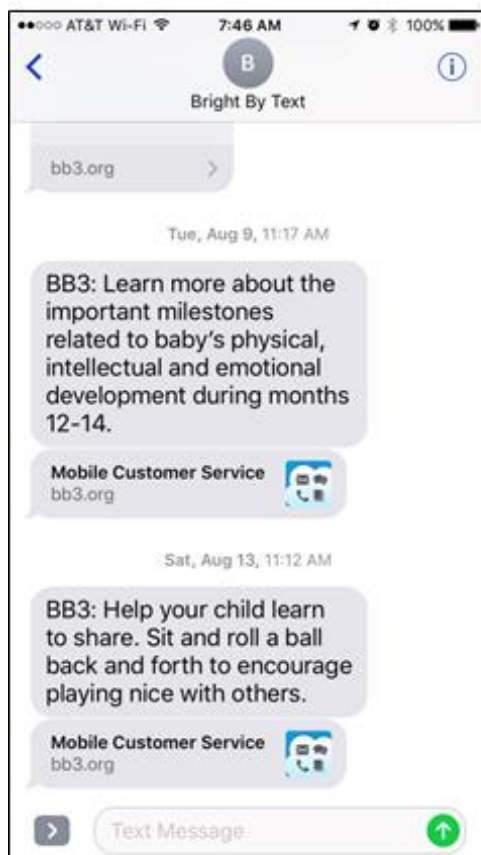 AT&T Wi-Fi 7:46 AM 100%
B
Bright By Text
bb3.org
Tue, Aug 9, 11:17 AM
BB3: Learn more about the
important milestones
related to baby's physical,
intellectual and emotional
development during months
12-14.
Mobile Customer Service
bb3.org
Sat, Aug 13, 11:12 AM
BB3: Help your child learn
to share. Sit and roll a ball
back and forth to encourage
playing nice with others.
Mobile Customer Service
bb3.org
Text Message